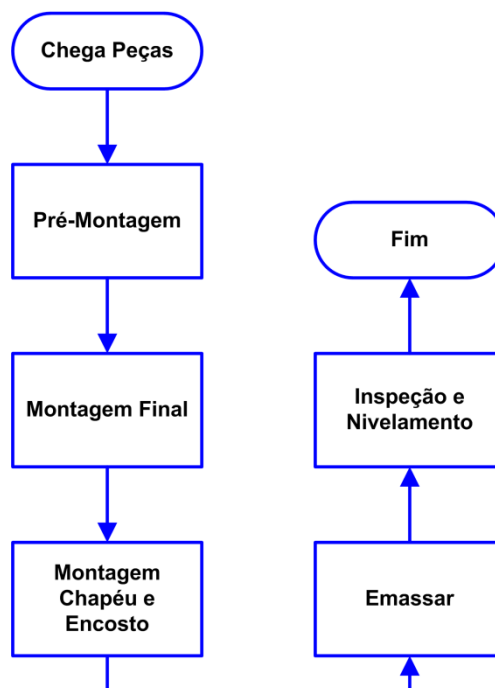 Chega Peças
Pré-Montagem
Montagem Final
Montagem
Chapéu e
Encosto
Fim
Inspeção e
Nivelamento
Emassar